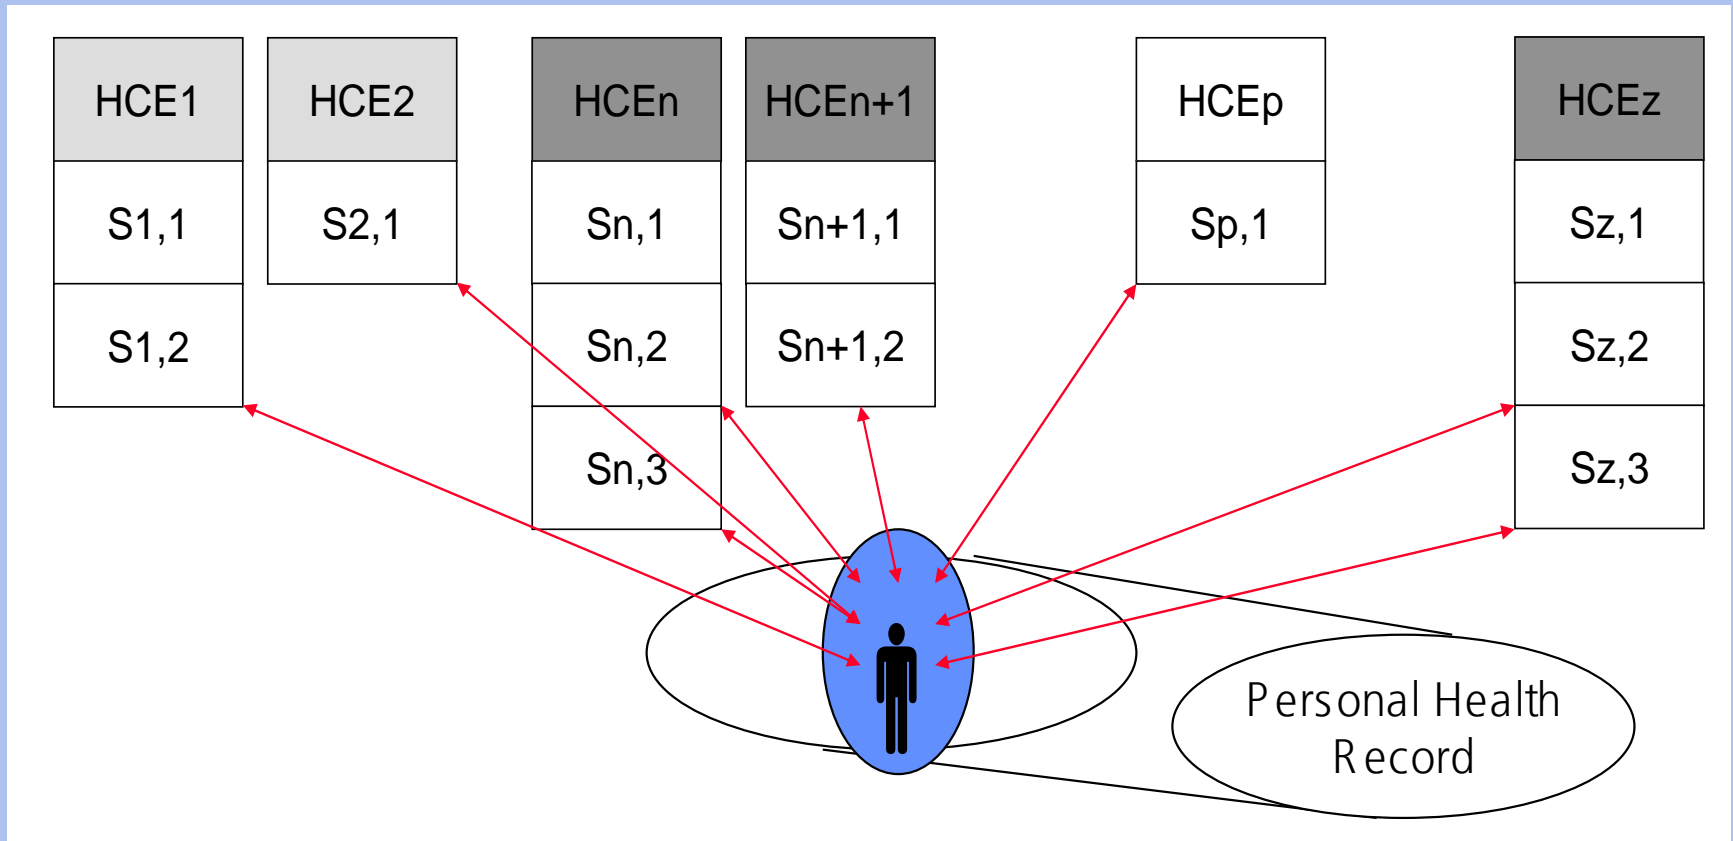 HCE1
HCE2
HCEn
HCEn+1
HCEp
HCEz
S1,1
S2,1
Sn,1
Sn+1,1
Sp,1
Sz,1
S1,2
Sn,2
Sn+1,2
Sz,2
Sn,3
Sz,3
Personal Health
Record